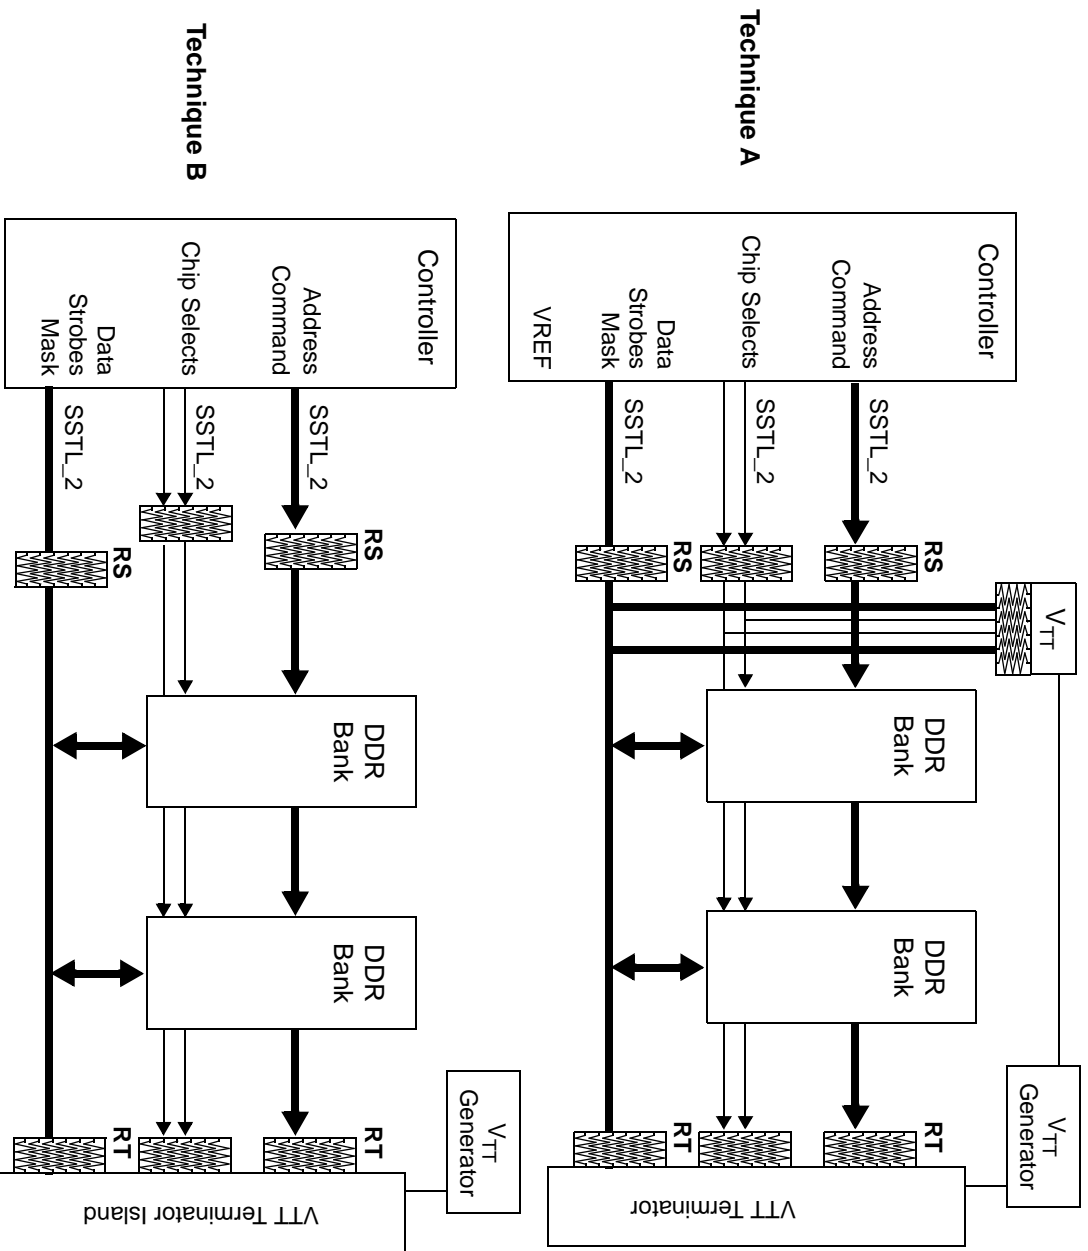 Technique A
Controller
Address
Command
Chip Selects
Data
Strobes
Mask
VREF
SSTL_2
SSTL_2
SSTL_2
RS
RS
VTT
DDR
Bank
DDR
Bank
RT
RT
VTT
Generator
VTT Terminator
Technique B
Controller
Address
Command
Chip Selects
Data
Strobes
Mask
SSTL_2
SSTL_2
SSTL_2
RS
RS
DDR
Bank
DDR
Bank
RT
RT
VTT
Generator
VTT Terminator Island